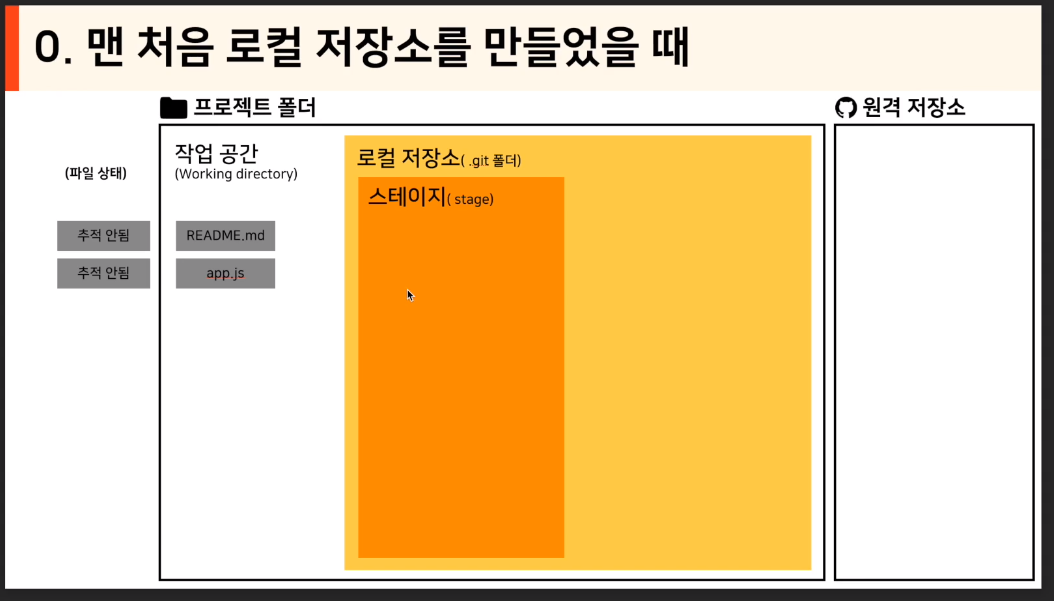 0. 맨 처음 로컬 저장소를 만들었을 때
프로젝트 폴더
원격 저장소
(파일 상태)
작업 공간
(Working directory)
로컬 저장소( .git 폴더)
스테이지( stage)
추적 안됨
README.md
추적 안됨
app.js